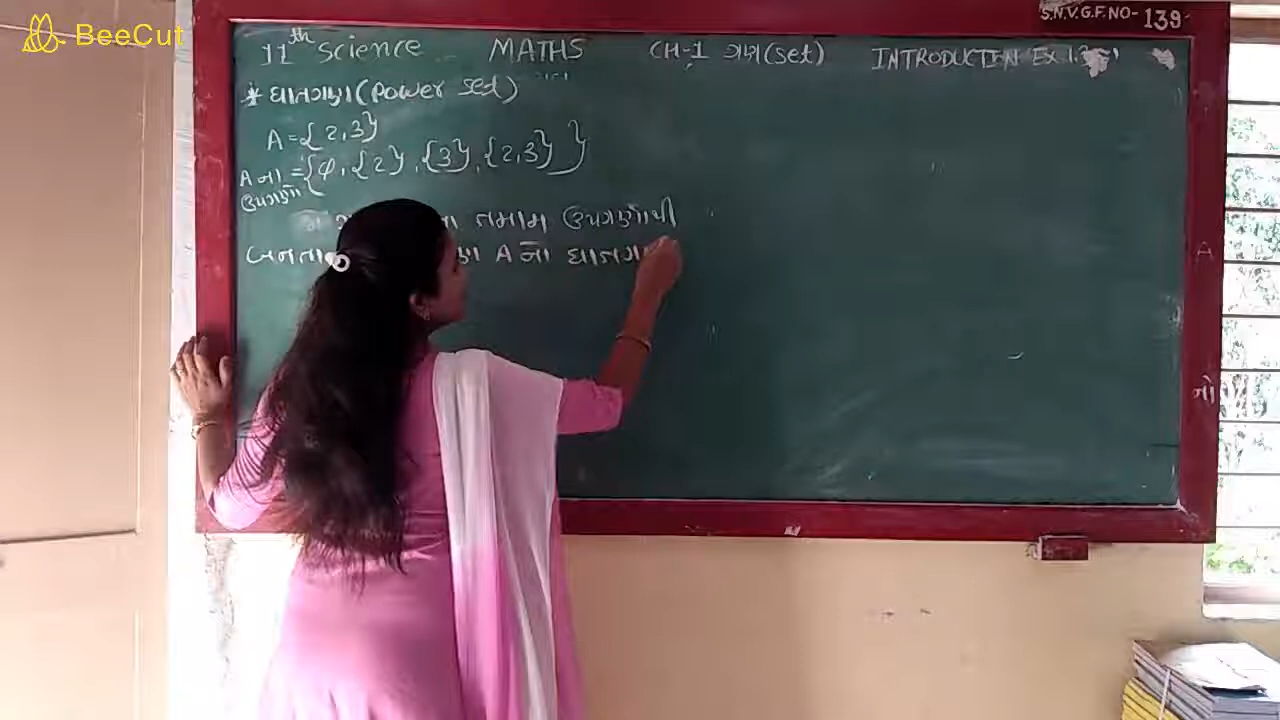 BeeCut
S.N.V.G.F.NO- 139
11th Science MATHS CH-1 ગણ(set) INTRODUCTION Ex 1.3
* ઘાતગણ (Power set)
A={2,3}
A ના ઉપગણો ={φ,{2},{3},{2,3}}
તમામ ઉપગણોથી
બનતા A નો